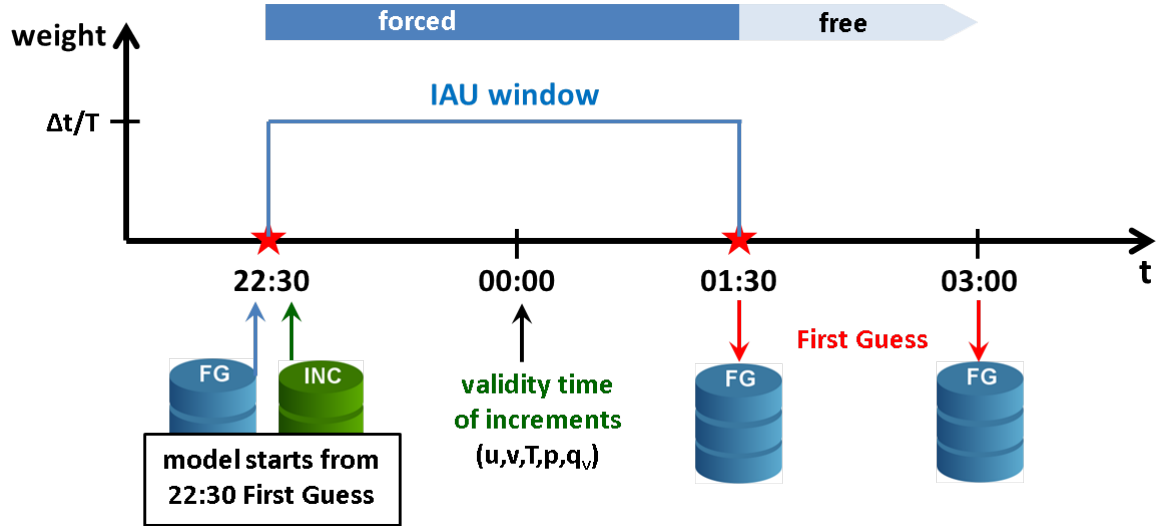 forced
free
weight
IAU window
Δt/T
t
22:30
00:00
01:30
03:00
First Guess
FG
INC
FG
FG
validity time
of increments
(u,v,T,p,qᵥ)
model starts from
22:30 First Guess